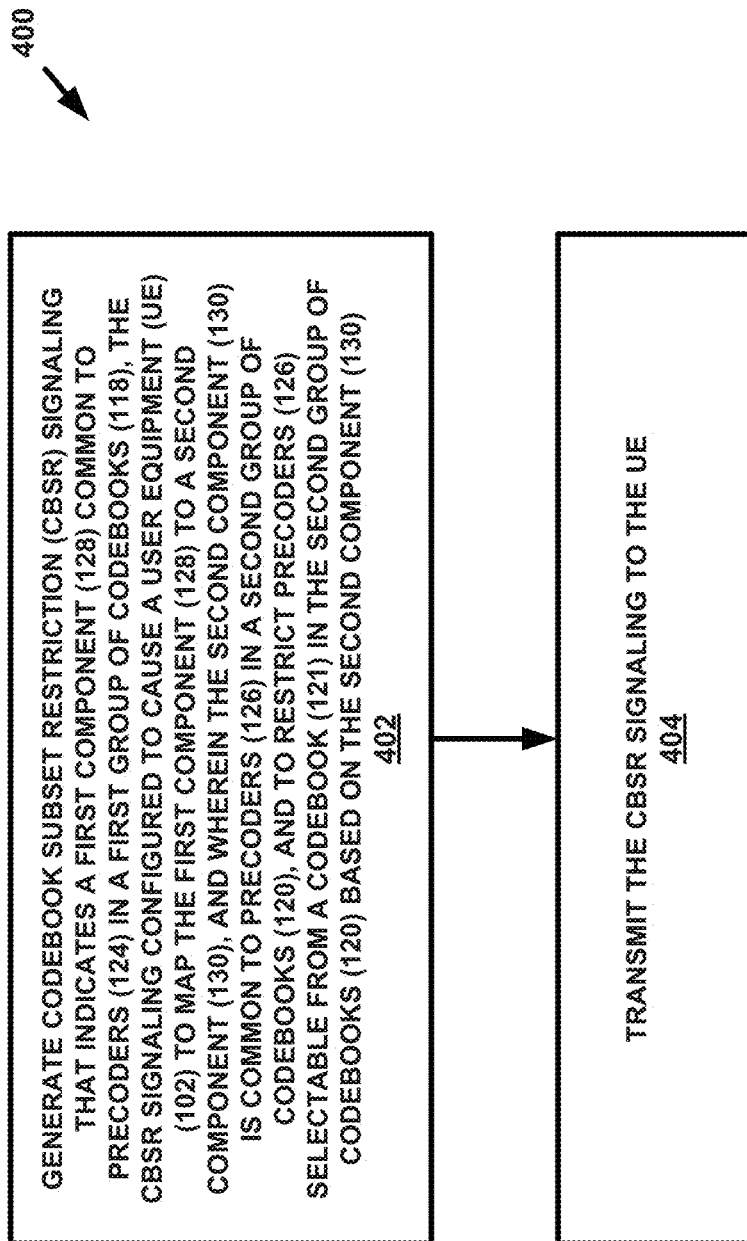 400
GENERATE CODEBOOK SUBSET RESTRICTION (CBSR) SIGNALING
THAT INDICATES A FIRST COMPONENT (128) COMMON TO
PRECODERS (124) IN A FIRST GROUP OF CODEBOOKS (118), THE
CBSR SIGNALING CONFIGURED TO CAUSE A USER EQUIPMENT (UE)
(102) TO MAP THE FIRST COMPONENT (128) TO A SECOND
COMPONENT (130), AND WHEREIN THE SECOND COMPONENT (130)
IS COMMON TO PRECODERS (126) IN A SECOND GROUP OF
CODEBOOKS (120), AND TO RESTRICT PRECODERS (126)
SELECTABLE FROM A CODEBOOK (121) IN THE SECOND GROUP OF
CODEBOOKS (120) BASED ON THE SECOND COMPONENT (130)
402
TRANSMIT THE CBSR SIGNALING TO THE UE
404